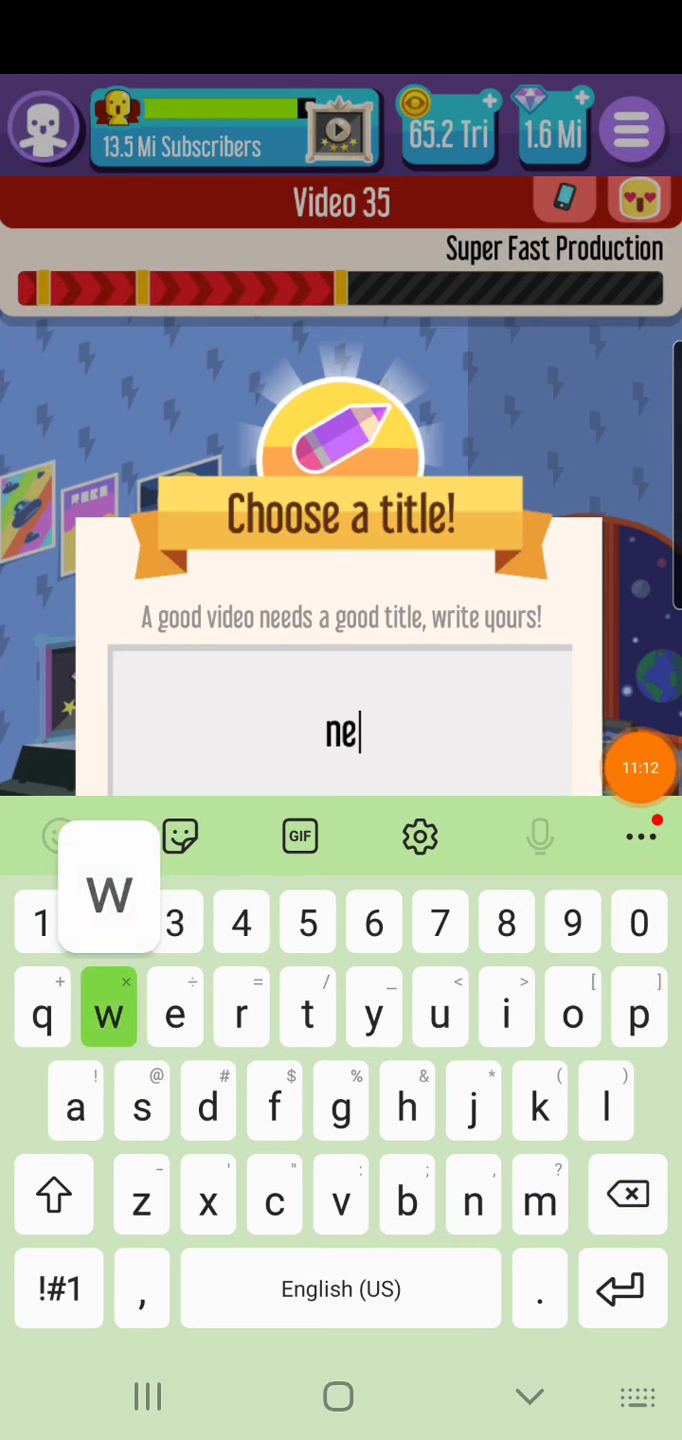 13.5 Mi Subscribers
65.2 Tri
1.6 Mi
Video 35
Super Fast Production
Choose a title!
A good video needs a good title, write yours!
ne
11:12
GIF
w
1 3 4 5 6 7 8 9 0
+ × ÷ = / _ < > [ ]
q w e r t y u i o p
! @ # $ % & * ( )
a s d f g h j k l
- ' " : ; , ?
z x c v b n m
!#1 , English (US) .